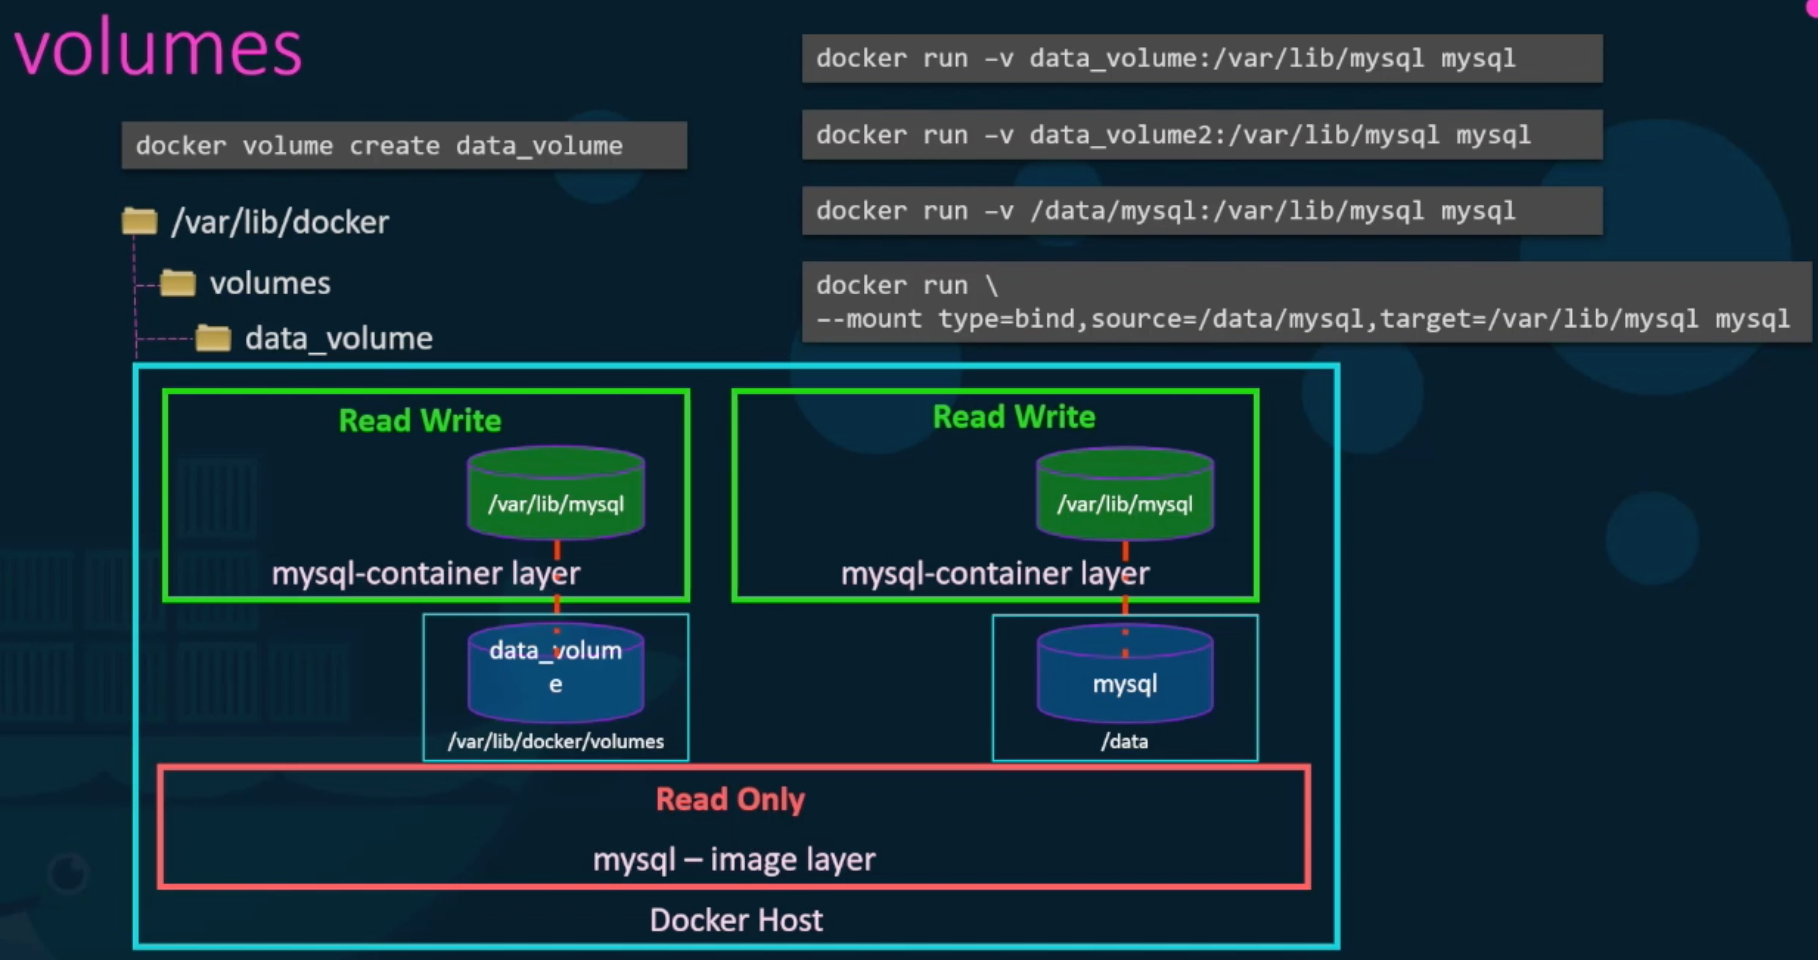 volumes
docker volume create data_volume
/var/lib/docker
volumes
data_volume
docker run –v data_volume:/var/lib/mysql mysql
docker run –v data_volume2:/var/lib/mysql mysql
docker run –v /data/mysql:/var/lib/mysql mysql
docker run \
--mount type=bind,source=/data/mysql,target=/var/lib/mysql mysql
Read Write
/var/lib/mysql
mysql-container layer
data_volum
e
/var/lib/docker/volumes
Read Write
/var/lib/mysql
mysql-container layer
mysql
/data
Read Only
mysql – image layer
Docker Host